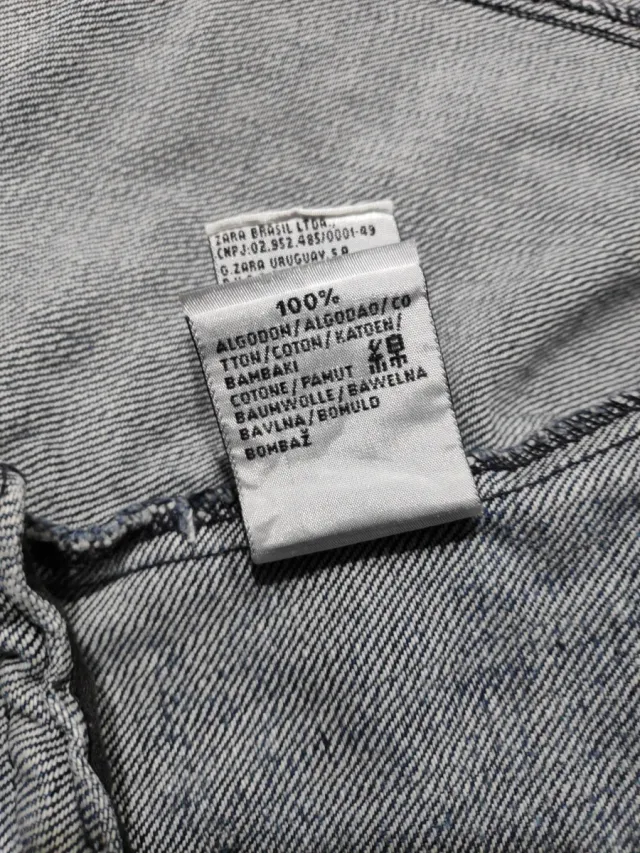 ZARA BRASIL LTDA.,
CNPJ:02.952.485/0001-49
O.ZARA URUGUAY S.A
100%
ALGODON/ALGODAO/CO
TTON/COTON/KATOEN/
BAMBAKI 綿
COTONE/PAMUT
BAUMWOLLE/BAWELNA
BAVLNA/BOMULD
BOMBAŽ